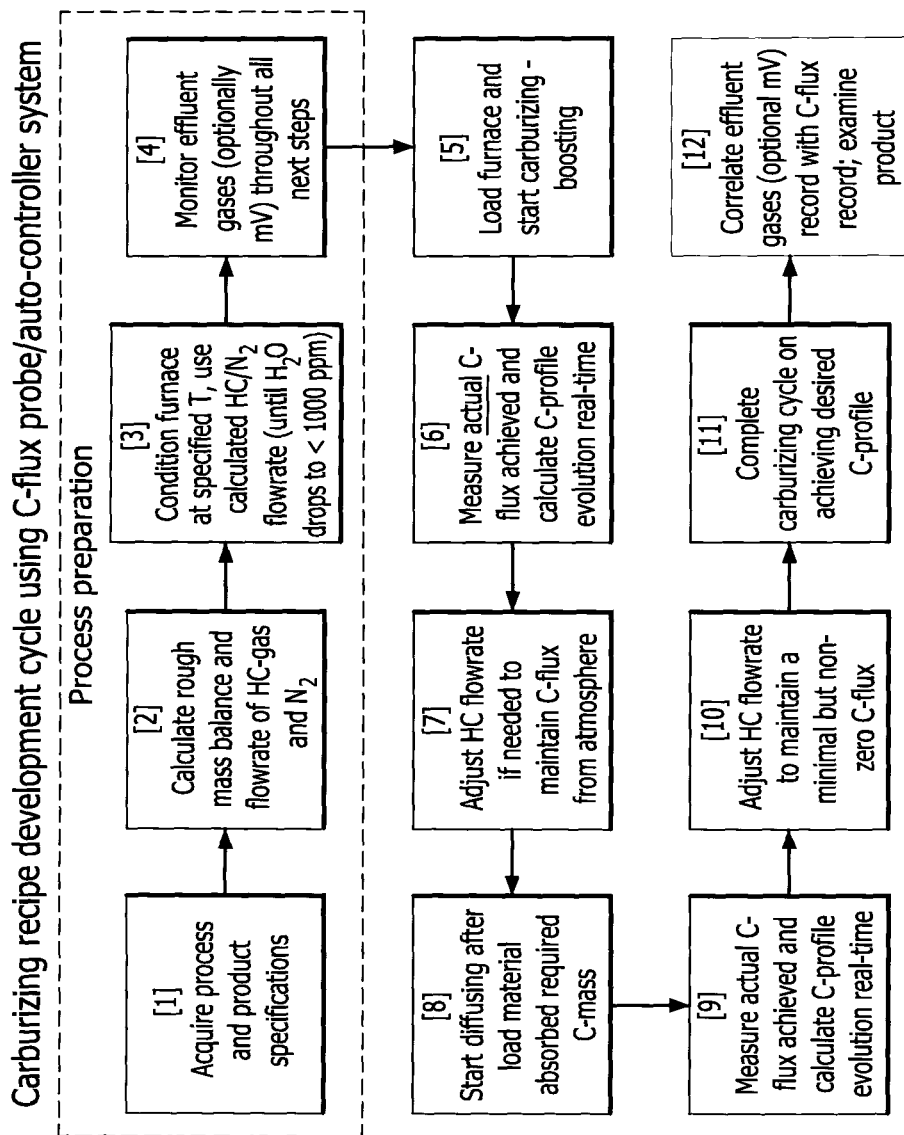 Carburizing recipe development cycle using C-flux probe/auto-controller system
Process preparation
[1]
Acquire process
and product
specifications
[2]
Calculate rough
mass balance and
flowrate of HC-gas
and N2
[3]
Condition furnace
at specified T, use
calculated HC/N2
flowrate (until H2O
drops to < 1000 ppm)
[4]
Monitor effluent
gases (optionally
mV) throughout all
next steps
[5]
Load furnace and
start carburizing -
boosting
[6]
Measure actual C-
flux achieved and
calculate C-profile
evolution real-time
[7]
Adjust HC flowrate
if needed to
maintain C-flux
from atmosphere
[8]
Start diffusing after
load material
absorbed required
C-mass
[9]
Measure actual C-
flux achieved and
calculate C-profile
evolution real-time
[10]
Adjust HC flowrate
to maintain a
minimal but non-
zero C-flux
[11]
Complete
carburizing cycle on
achieving desired
C-profile
[12]
Correlate effluent
gases (optional mV)
record with C-flux
record; examine
product